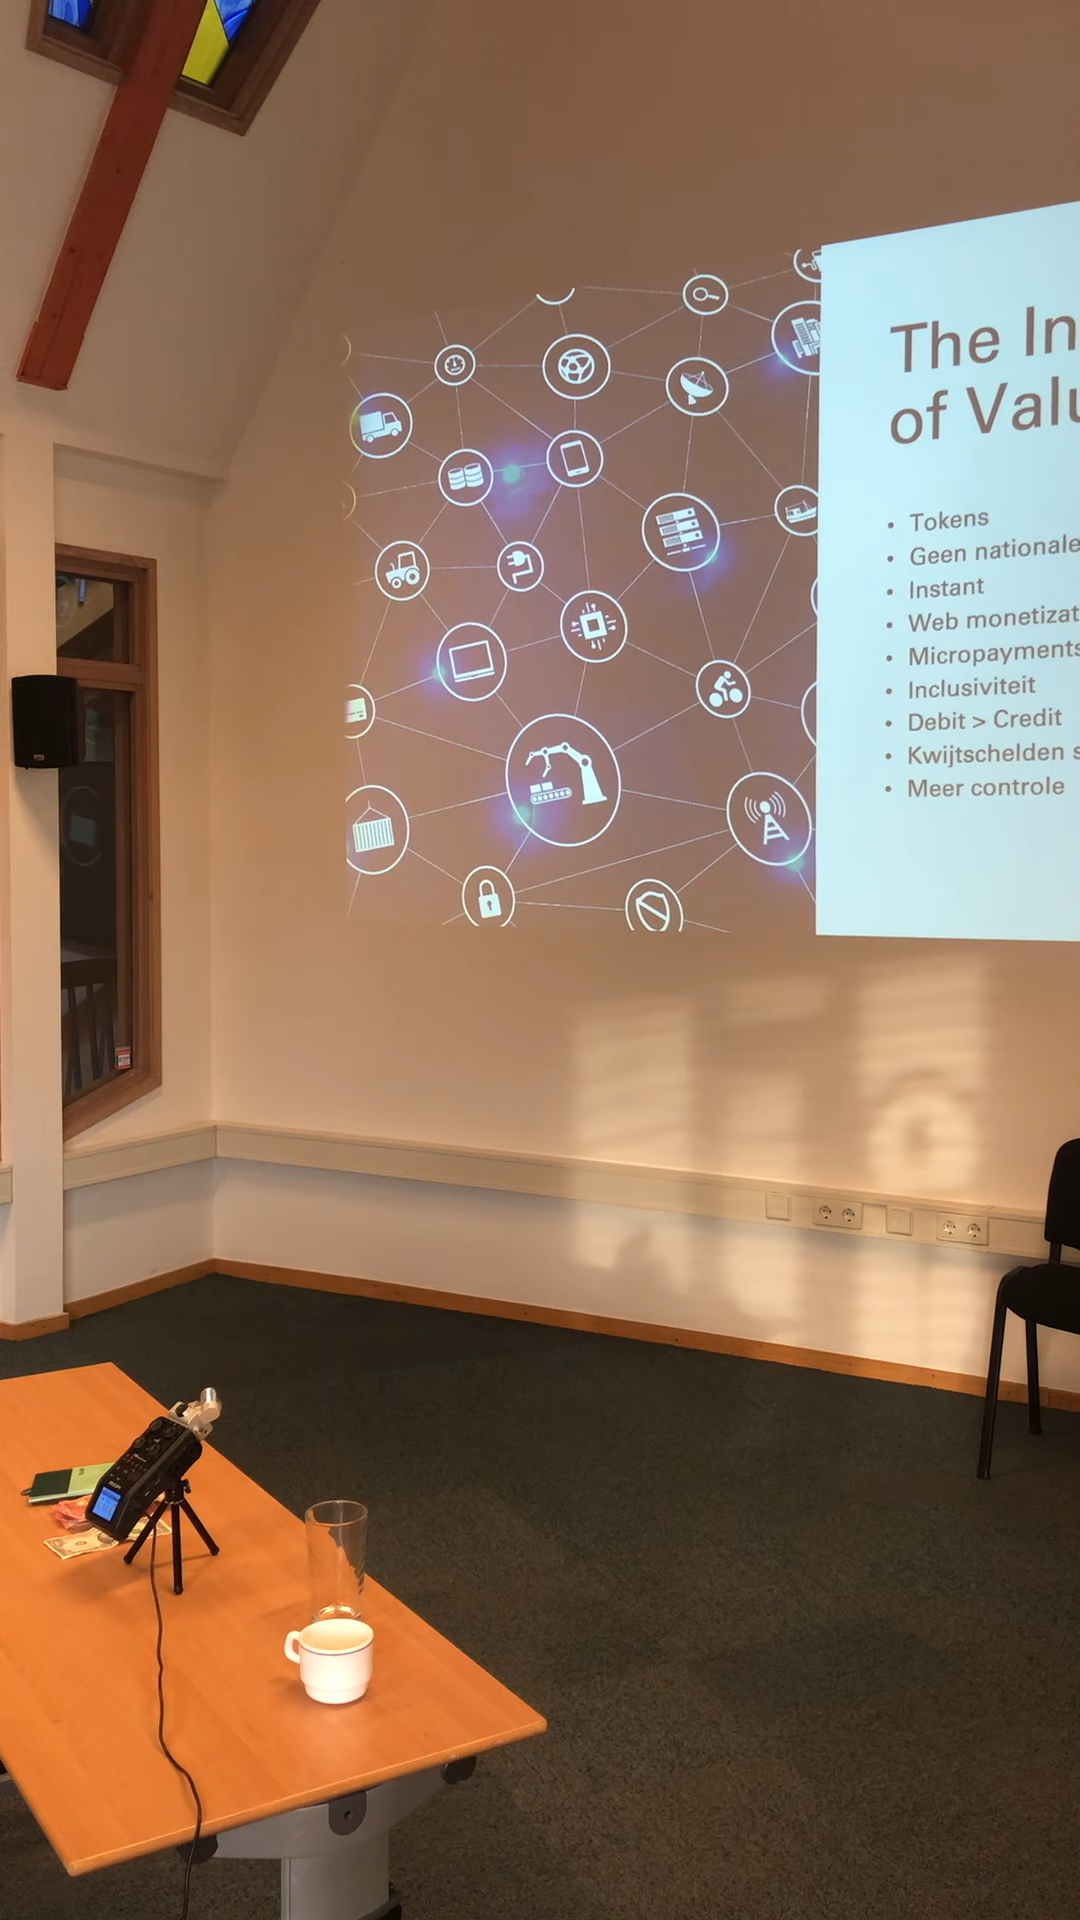 The In
of Valu
• Tokens
• Geen nationale
• Instant
• Web monetizat
• Micropayments
• Inclusiviteit
• Debit > Credit
• Kwijtschelden s
• Meer controle